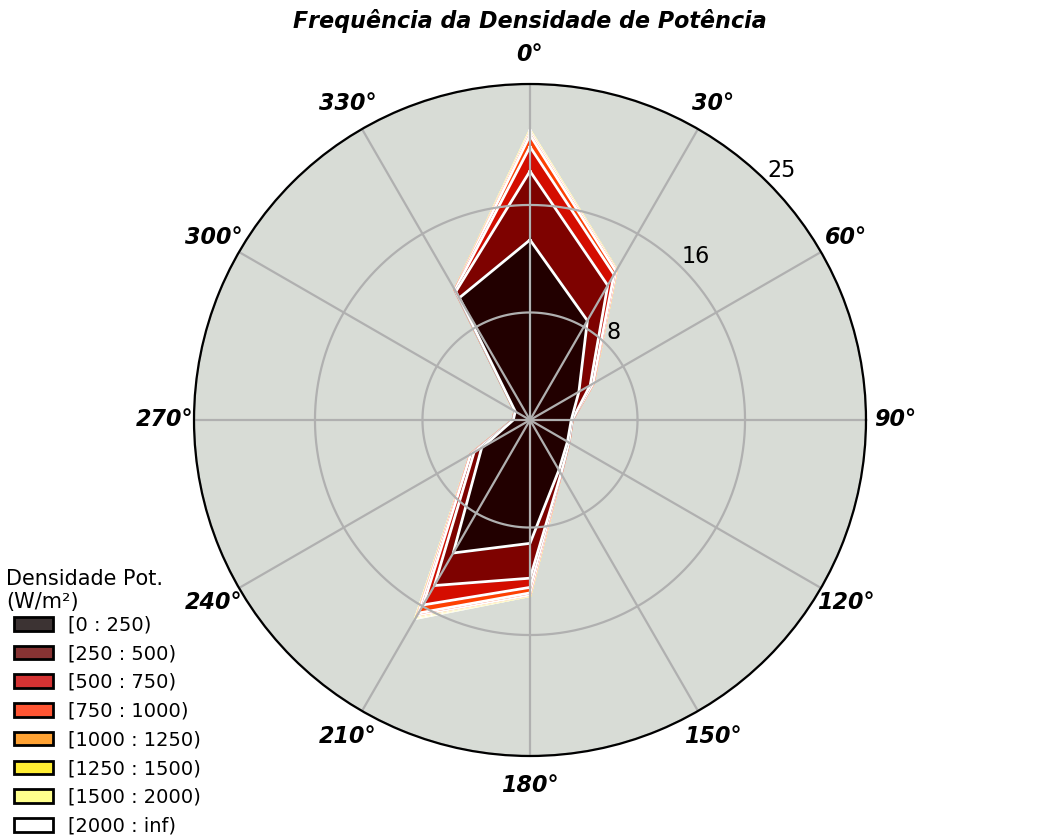 Frequência da Densidade de Potência
0°
330°
30°
25
300°
60°
16
8
270°
90°
240°
120°
210°
150°
180°
Densidade Pot.
(W/m²)
[0 : 250)
[250 : 500)
[500 : 750)
[750 : 1000)
[1000 : 1250)
[1250 : 1500)
[1500 : 2000)
[2000 : inf)